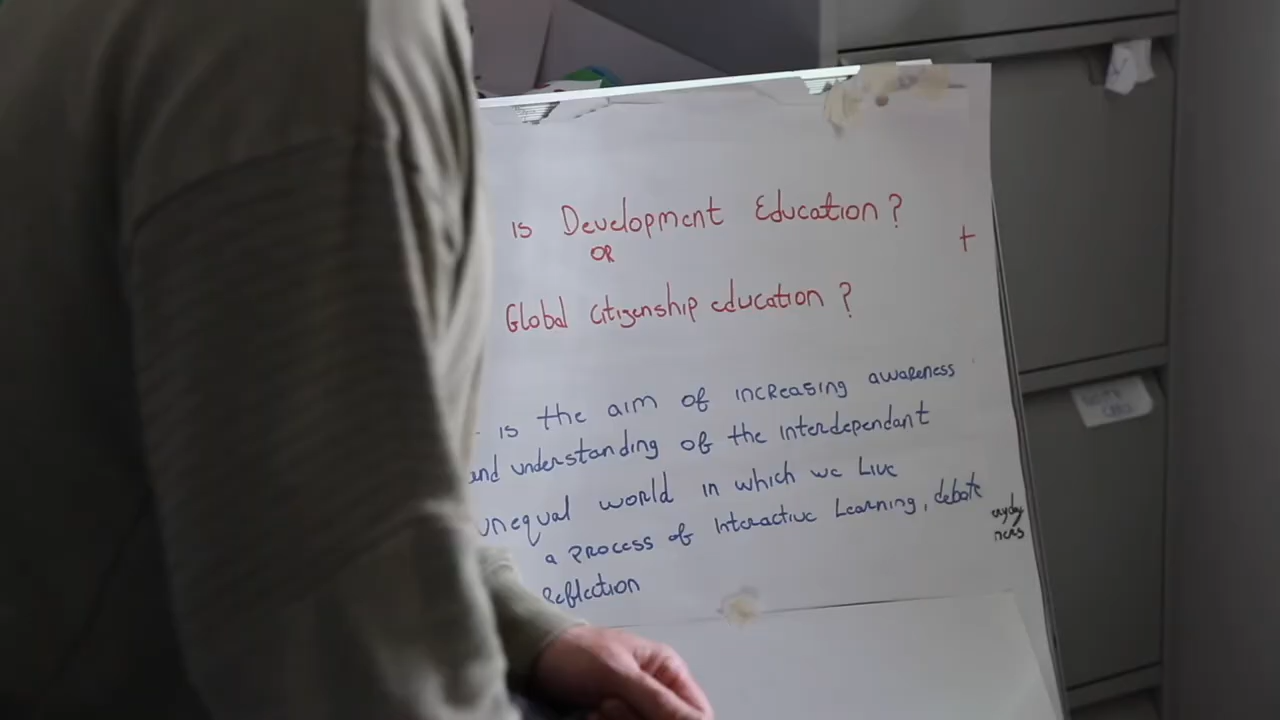 is Development Education?
OR
+
Global citizenship education?
is the aim of increasing awareness
and understanding of the interdependant
unequal world in which we Live
a process of Interactive Learning, debate
Reflection